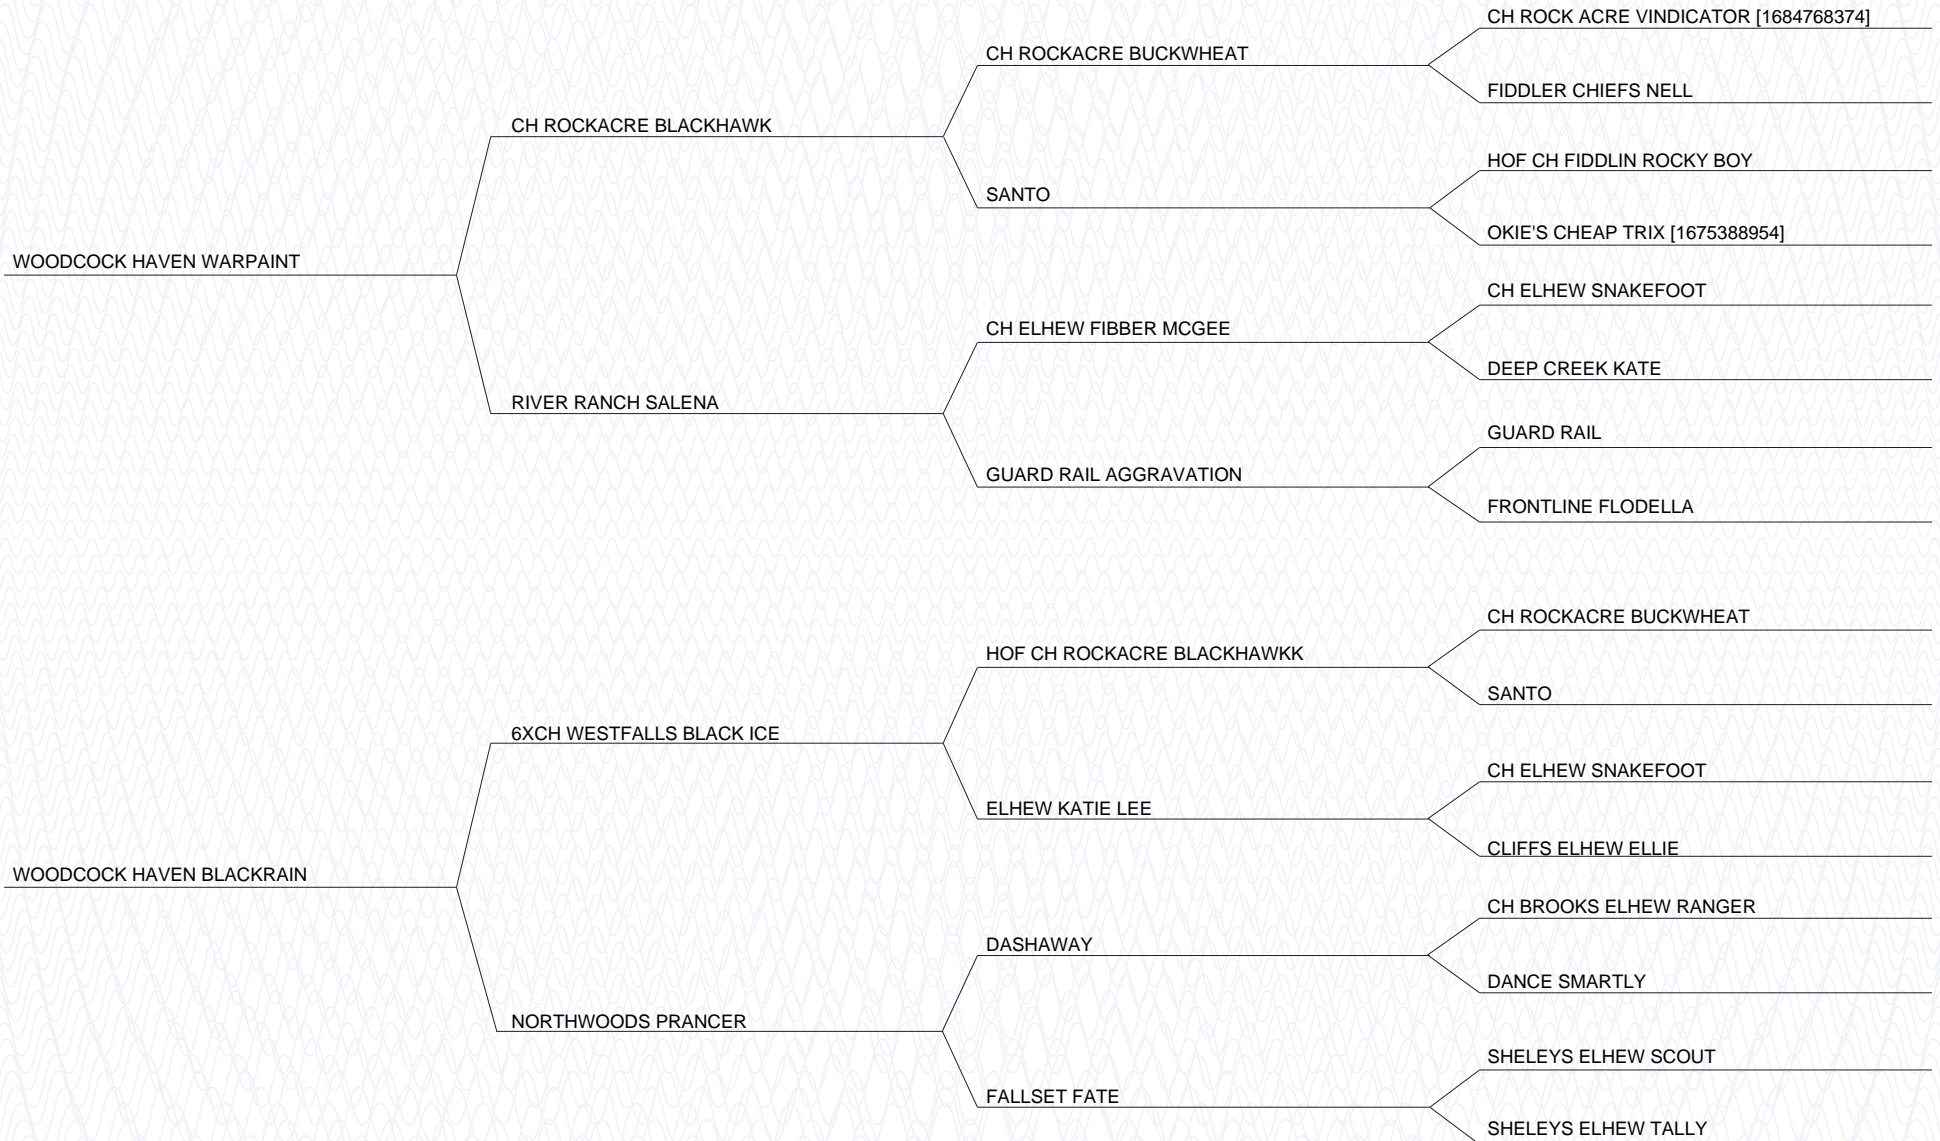 CH ROCK ACRE VINDICATOR [1684768374]
CH ROCKACRE BUCKWHEAT
FIDDLER CHIEFS NELL
CH ROCKACRE BLACKHAWK
HOF CH FIDDLIN ROCKY BOY
SANTO
OKIE'S CHEAP TRIX [1675388954]
WOODCOCK HAVEN WARPAINT
CH ELHEW SNAKEFOOT
CH ELHEW FIBBER MCGEE
DEEP CREEK KATE
RIVER RANCH SALENA
GUARD RAIL
GUARD RAIL AGGRAVATION
FRONTLINE FLODELLA
CH ROCKACRE BUCKWHEAT
HOF CH ROCKACRE BLACKHAWKK
SANTO
6XCH WESTFALLS BLACK ICE
CH ELHEW SNAKEFOOT
ELHEW KATIE LEE
CLIFFS ELHEW ELLIE
WOODCOCK HAVEN BLACKRAIN
CH BROOKS ELHEW RANGER
DASHAWAY
DANCE SMARTLY
NORTHWOODS PRANCER
SHELEYS ELHEW SCOUT
FALLSET FATE
SHELEYS ELHEW TALLY